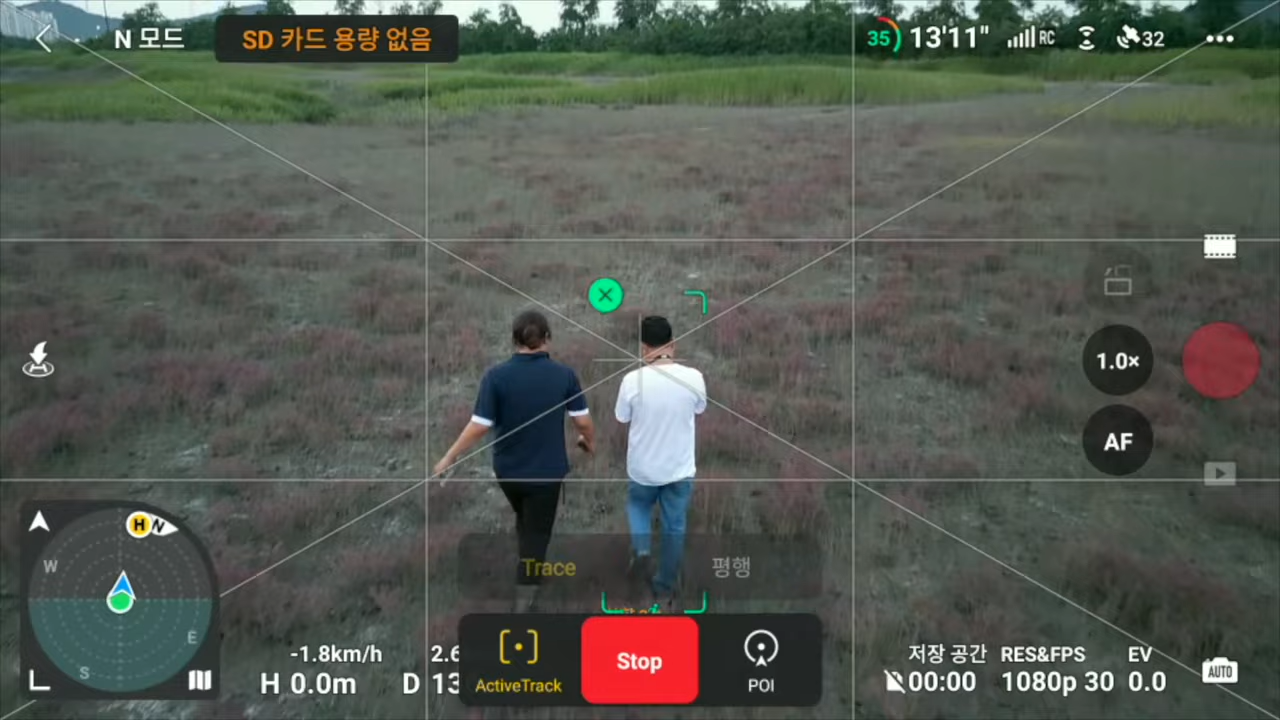 N 모드
SD 카드 용량 없음
35
13'11"
RC
32
1.0×
AF
H
N
W
E
S
-1.8km/h
2.6
H 0.0m
D 13
Trace
평행
ActiveTrack
Stop
POI
저장 공간
00:00
RES&FPS
1080p 30
EV
0.0
AUTO